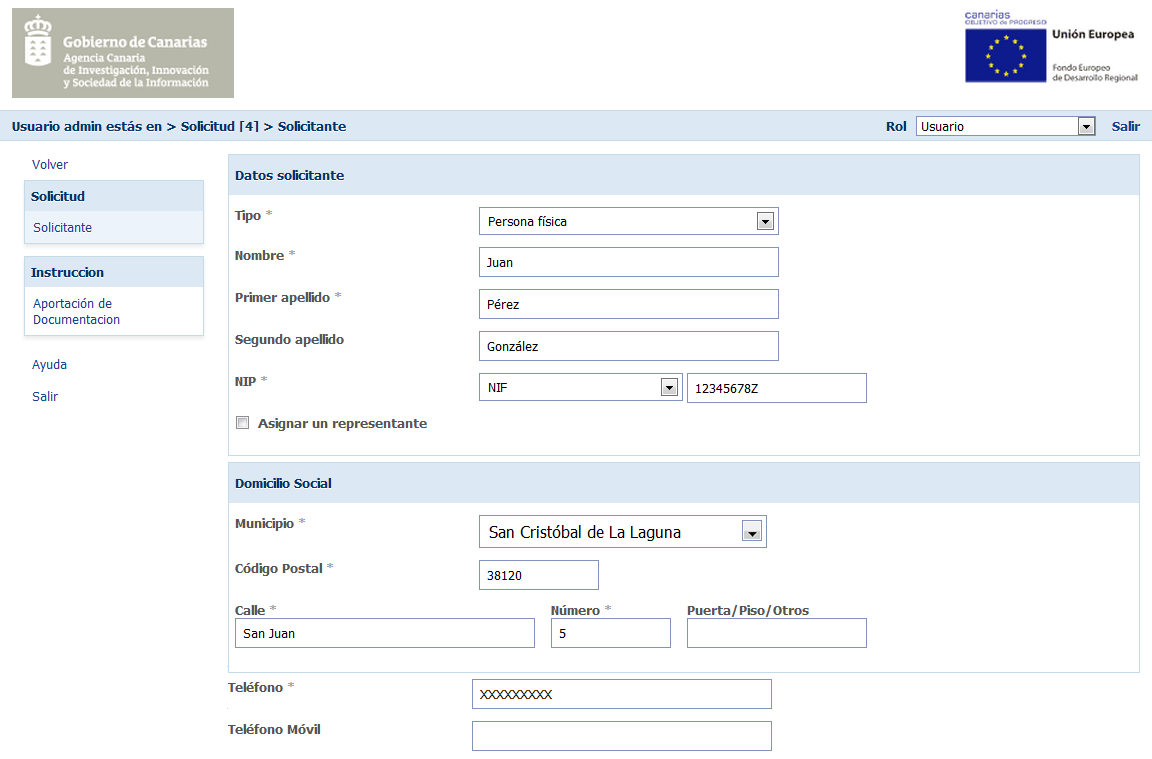 Gobierno de Canarias
Agencia Canaria
de Investigación, Innovación
y Sociedad de la Información
canarias
OBJETIVO DE PROGRESO
Unión Europea
Fondo Europeo
de Desarrollo Regional
Usuario admin estás en > Solicitud [4] > Solicitante
Rol Usuario Salir
Volver
Solicitud
Solicitante
Instruccion
Aportación de
Documentacion
Ayuda
Salir
Datos solicitante
Tipo * Persona física
Nombre * Juan
Primer apellido * Pérez
Segundo apellido González
NIP * NIF 12345678Z
Asignar un representante
Domicilio Social
Municipio * San Cristóbal de La Laguna
Código Postal * 38120
Calle * Número * Puerta/Piso/Otros
San Juan 5
Teléfono * XXXXXXXXX
Teléfono Móvil